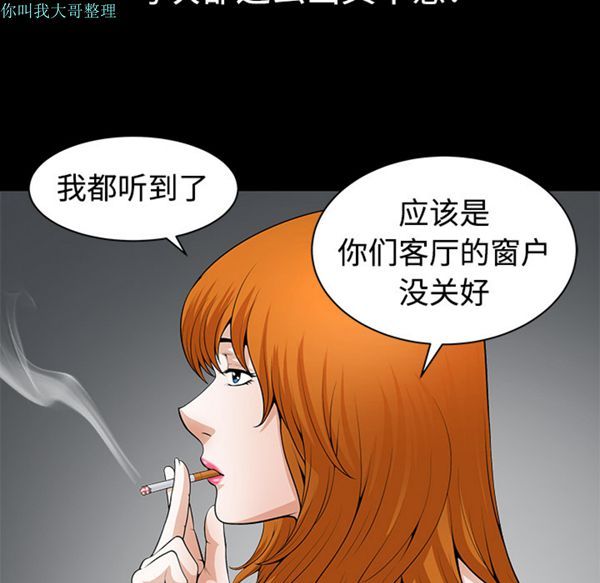 你叫我大哥整理
我都听到了
应该是
你们客厅的窗户
没关好